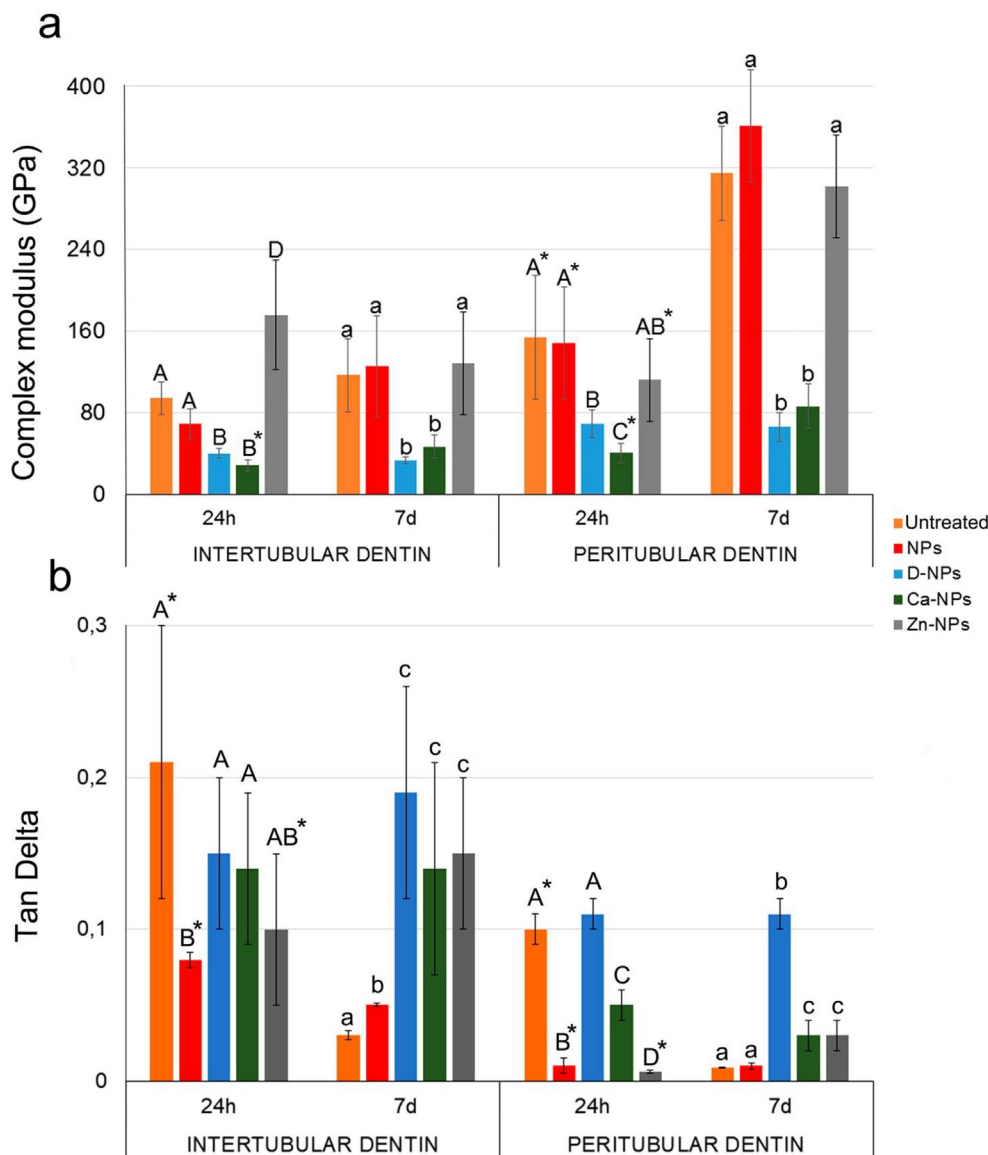 a
Complex modulus (GPa)
400
320
240
160
80
0
A
A
B
B*
D
a
a
b
b
a
A*
A*
B
C*
AB*
a
a
b
b
a
24h
7d
24h
7d
INTERTUBULAR DENTIN
PERITUBULAR DENTIN
Untreated
NPs
D-NPs
Ca-NPs
Zn-NPs
b
Tan Delta
0,3
0,2
0,1
0
A*
B*
A
A
AB*
a
b
c
c
c
A*
B*
A
C
D*
a
a
b
c
c
24h
7d
24h
7d
INTERTUBULAR DENTIN
PERITUBULAR DENTIN